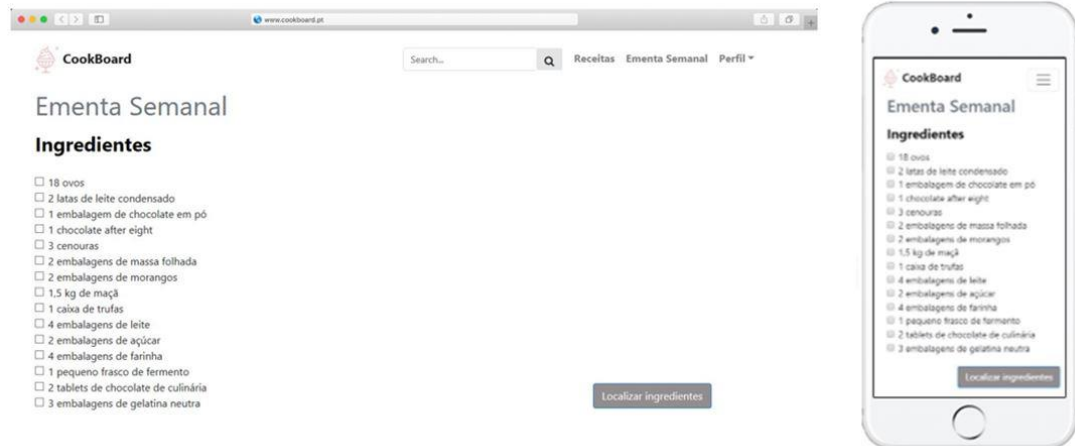 www.cookboard.pt
CookBoard
Search...
Receitas Ementa Semanal Perfil
Ementa Semanal
Ingredientes
18 ovos
2 latas de leite condensado
1 embalagem de chocolate em pó
1 chocolate after eight
3 cenouras
2 embalagens de massa folhada
2 embalagens de morangos
1,5 kg de maçã
1 caixa de trufas
4 embalagens de leite
2 embalagens de açúcar
4 embalagens de farinha
1 pequeno frasco de fermento
2 tablets de chocolate de culinária
3 embalagens de gelatina neutra
Localizar ingredientes
CookBoard
Ementa Semanal
Ingredientes
18 ovos
2 latas de leite condensado
1 embalagem de chocolate em pó
1 chocolate after eight
3 cenouras
2 embalagens de massa folhada
2 embalagens de morangos
1,5 kg de maçã
1 caixa de trufas
4 embalagens de leite
2 embalagens de açúcar
4 embalagens de farinha
1 pequeno frasco de fermento
2 tablets de chocolate de culinária
3 embalagens de gelatina neutra
Localizar ingredientes